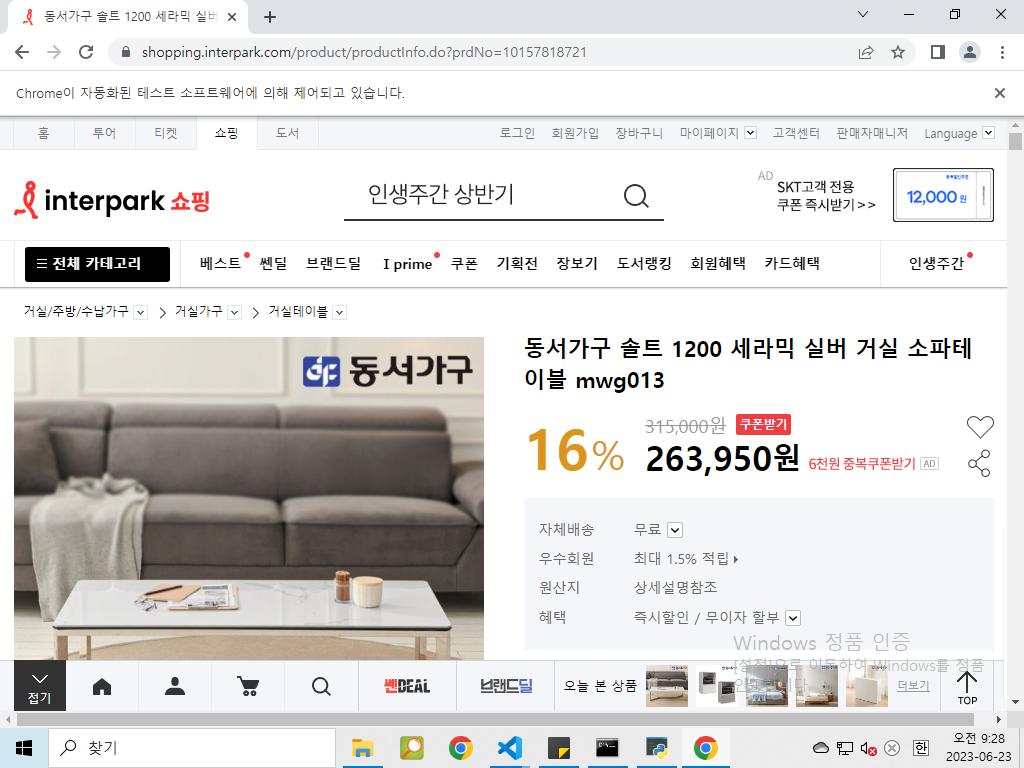 동서가구 솔트 1200 세라믹 실버
shopping.interpark.com/product/productInfo.do?prdNo=10157818721
Chrome이 자동화된 테스트 소프트웨어에 의해 제어되고 있습니다.
홈 투어 티켓 쇼핑 도서 로그인 회원가입 장바구니 마이페이지 고객센터 판매자매니저 Language
interpark 쇼핑
인생주간 상반기
AD SKT고객 전용
쿠폰 즉시받기>>
12,000원
전체 카테고리 베스트 쎈딜 브랜드딜 I prime 쿠폰 기획전 장보기 도서랭킹 회원혜택 카드혜택 인생주간
거실/주방/수납가구 > 거실가구 > 거실테이블
동서가구
동서가구 솔트 1200 세라믹 실버 거실 소파테
이블 mwg013
16%
315,000원 쿠폰받기
263,950원 6천원 중복쿠폰받기 AD
자체배송 무료
우수회원 최대 1.5% 적립
원산지 상세설명참조
혜택 즉시할인 / 무이자 할부
Windows 정품 인증
[설정]으로 이동하여 Windows를 정품
접기
쎈DEAL
브랜드딜
오늘 본 상품
더보기
TOP
찾기
한
오전 9:28
2023-06-23